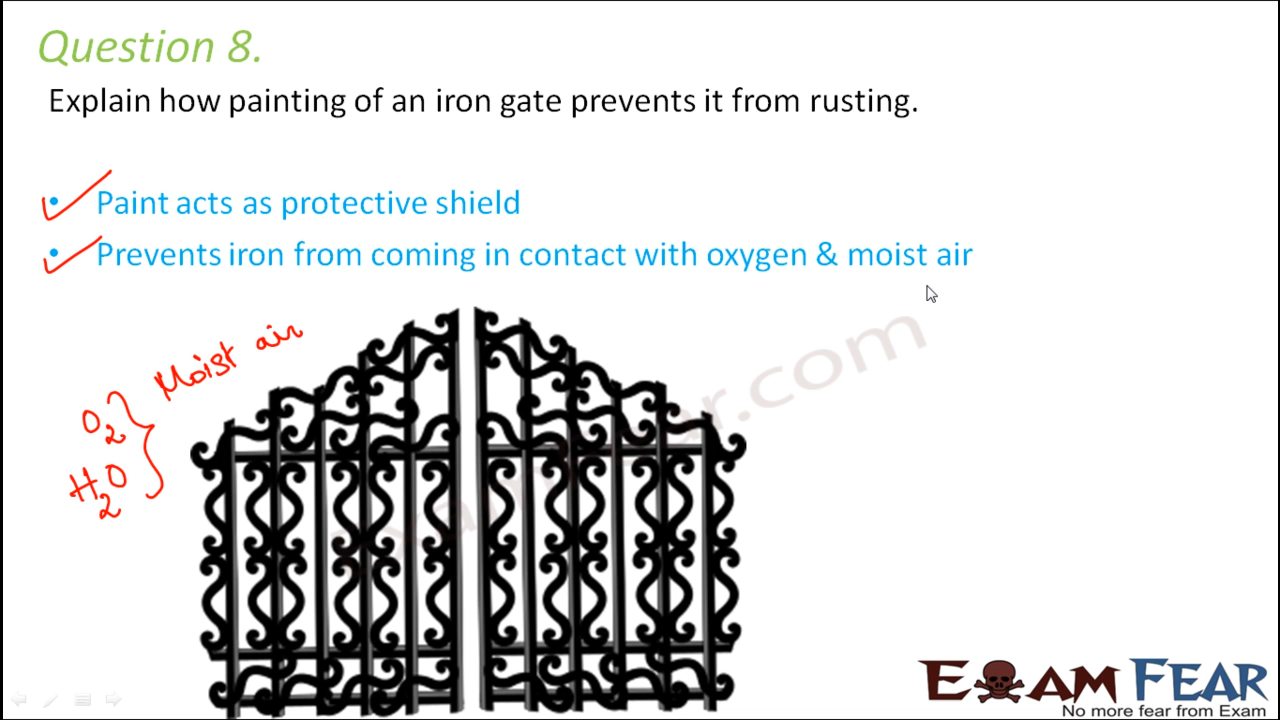 Question 8.
Explain how painting of an iron gate prevents it from rusting.
• Paint acts as protective shield
• Prevents iron from coming in contact with oxygen & moist air
Moist air
O2
H2O
.com
EXAM FEAR
No more fear from Exam